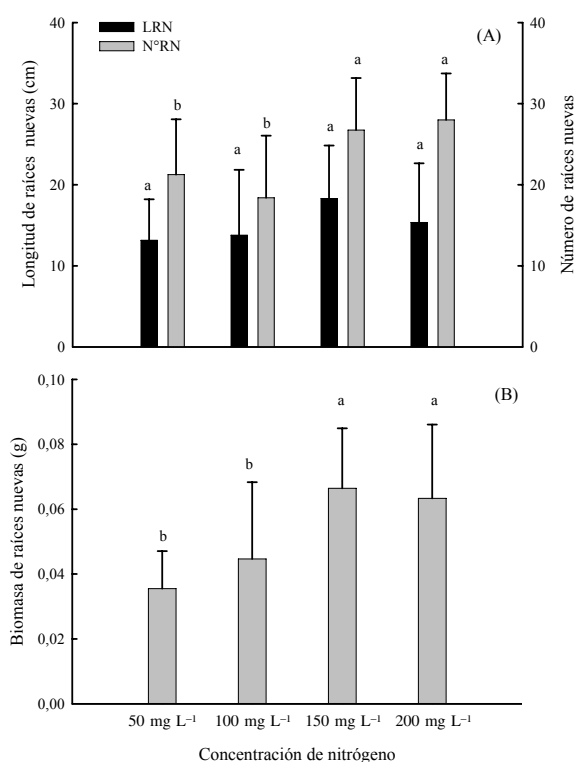 40
LRN
N°RN
(A)
40
30
30
20
20
10
10
0
0
a
b
a
b
a
a
a
a
Longitud de raíces nuevas (cm)
Número de raíces nuevas
0,10
(B)
0,08
0,06
0,04
0,02
0,00
b
b
a
a
Biomasa de raíces nuevas (g)
50 mg L⁻¹ 100 mg L⁻¹ 150 mg L⁻¹ 200 mg L⁻¹
Concentración de nitrógeno